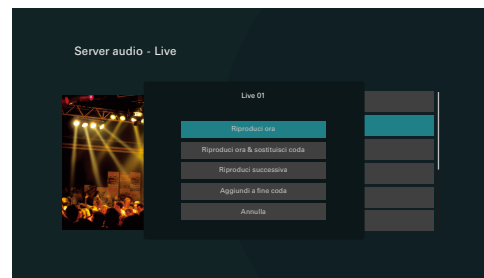 Server audio - Live
Live 01
Riproduci ora
Riproduci ora & sostituisci coda
Riproduci successiva
Aggiundi a fine coda
Annulla